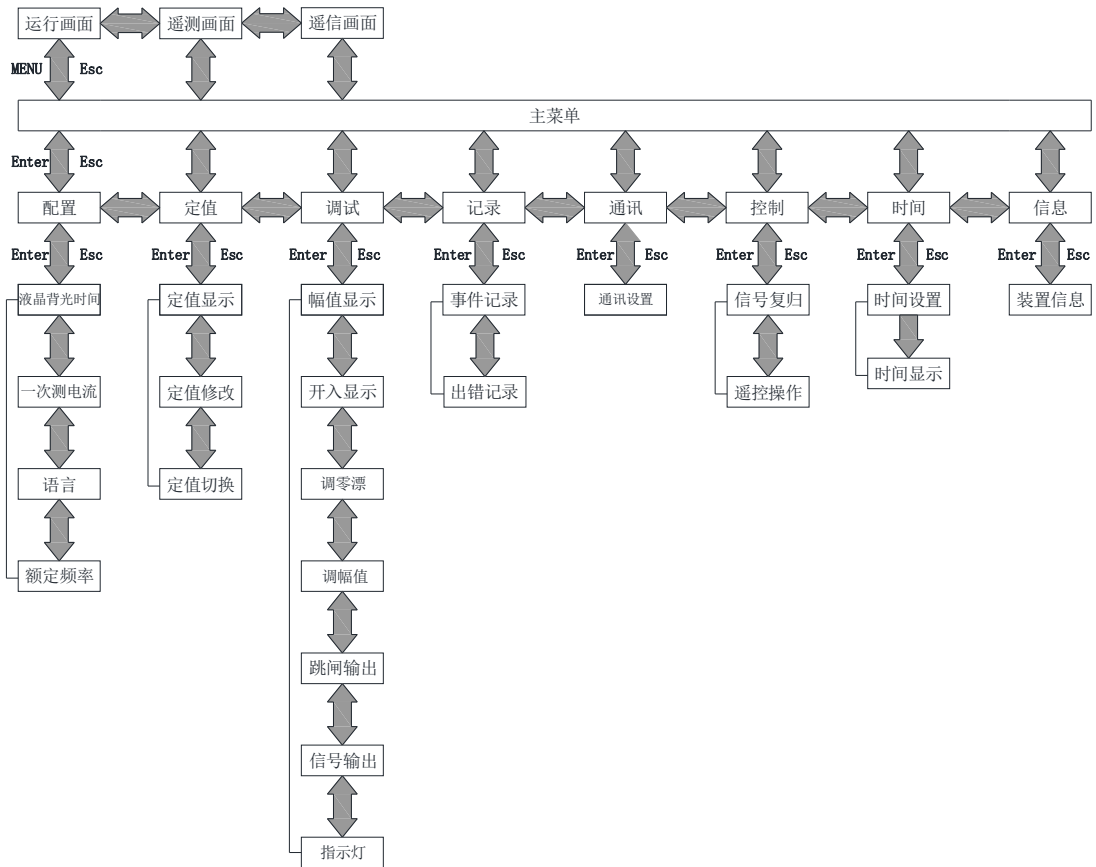 运行画面 遥测画面 遥信画面
MENU Esc
主菜单
Enter Esc
配置 定值 调试 记录 通讯 控制 时间 信息
Enter Esc Enter Esc Enter Esc Enter Esc Enter Esc Enter Esc Enter Esc Enter Esc
液晶背光时间 定值显示 幅值显示 事件记录 通讯设置 信号复归 时间设置 装置信息
时间显示
一次测电流 定值修改 开入显示 出错记录 遥控操作
语言 定值切换 调零漂
额定频率 调幅值
跳闸输出
信号输出
指示灯